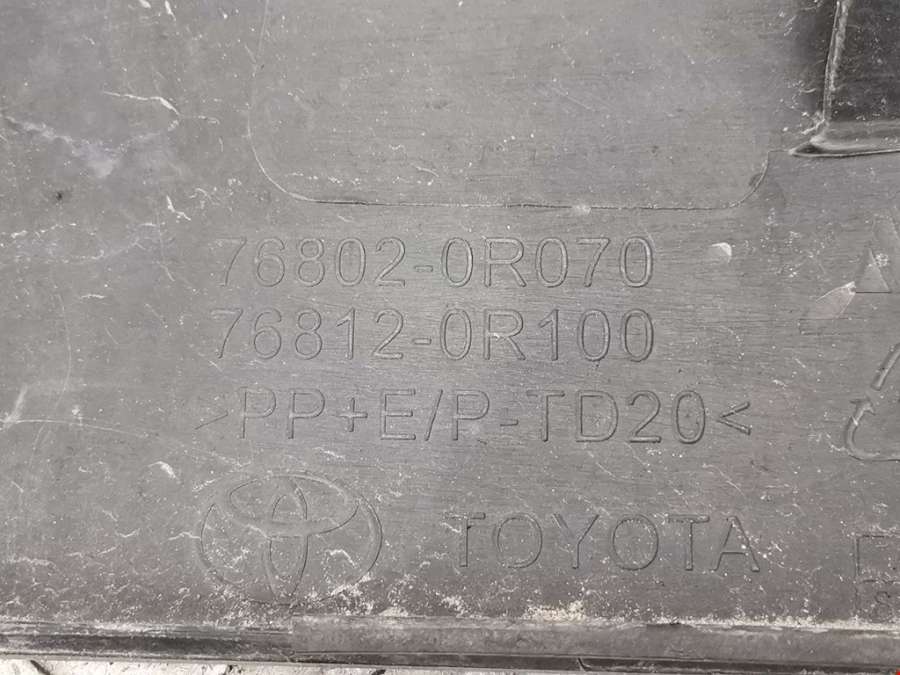 76802-0R070
76812-0R100
>PP+E/P-TD20<
TOYOTA